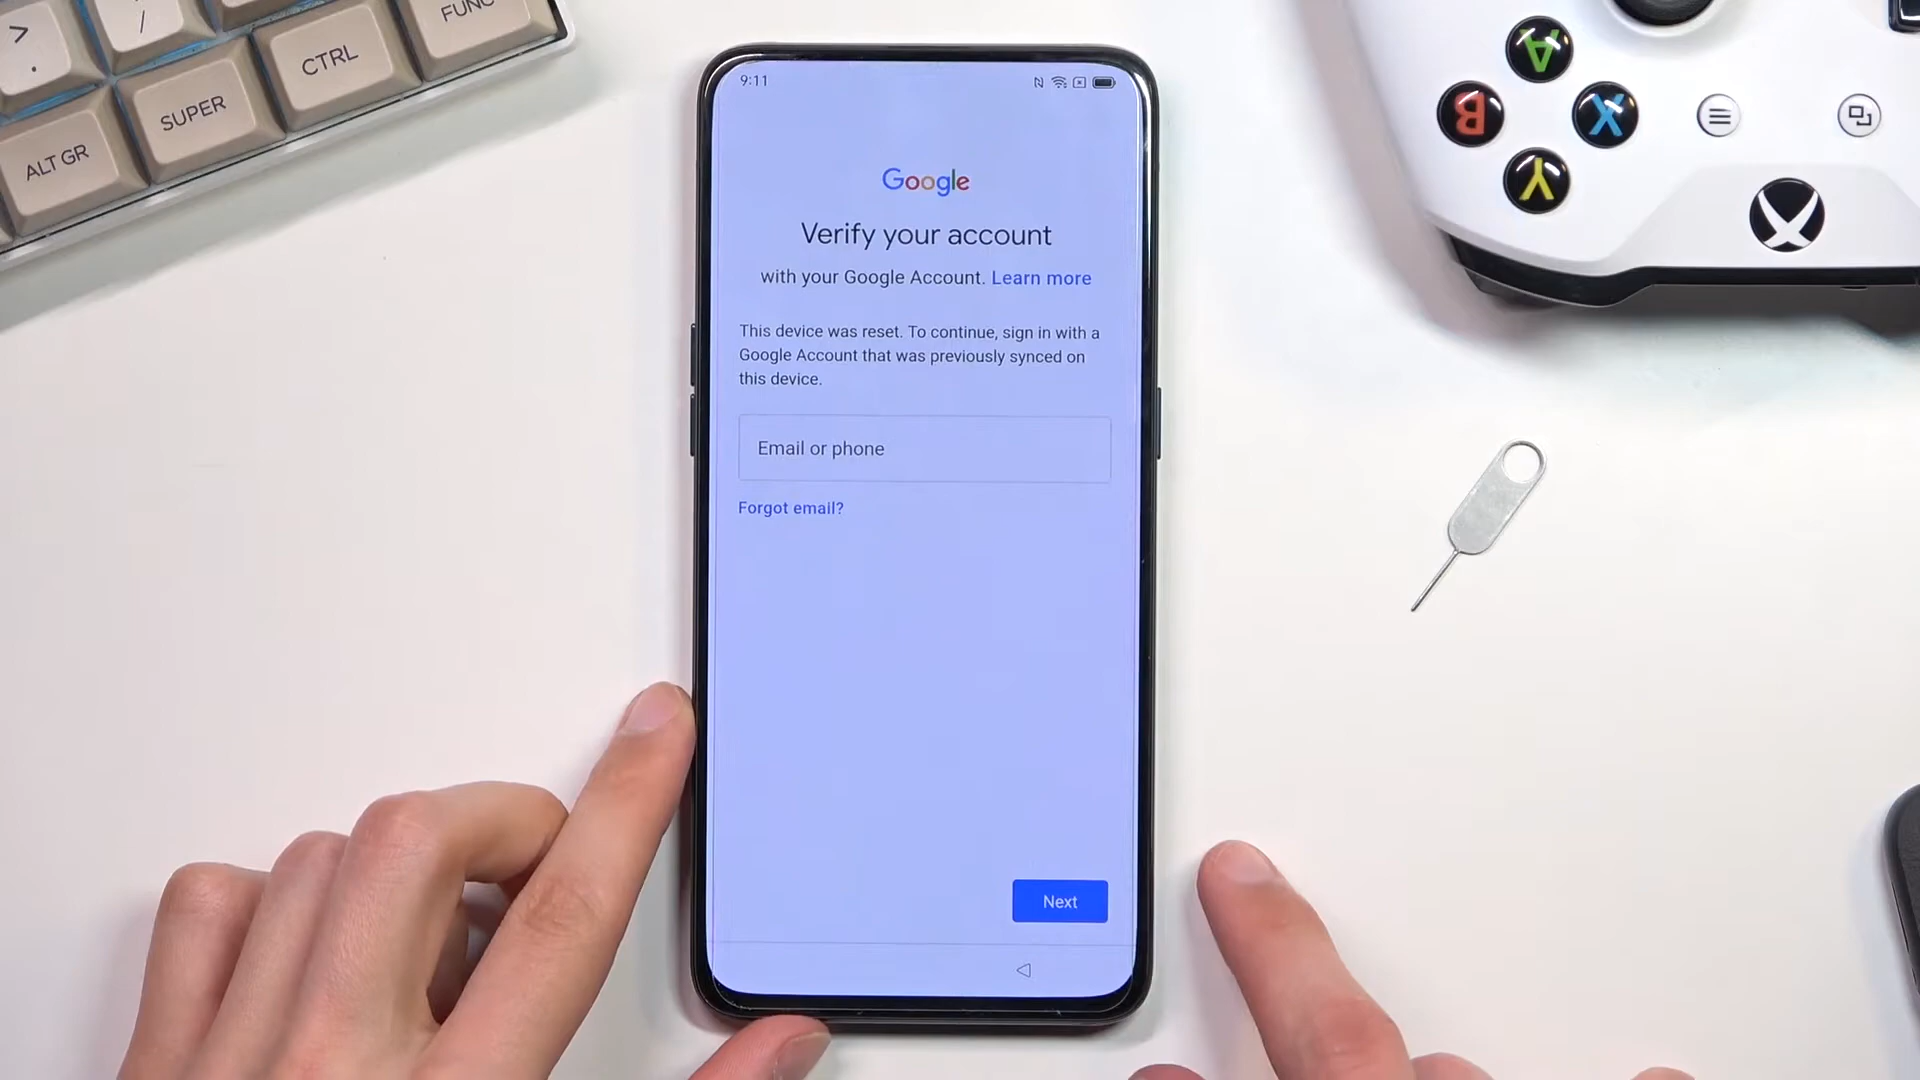 >
.
/
CTRL
FUNC
SUPER
ALT GR
9:11
Google
Verify your account
with your Google Account. Learn more
This device was reset. To continue, sign in with a
Google Account that was previously synced on
this device.
Email or phone
Forgot email?
Next
A
B
X
Y